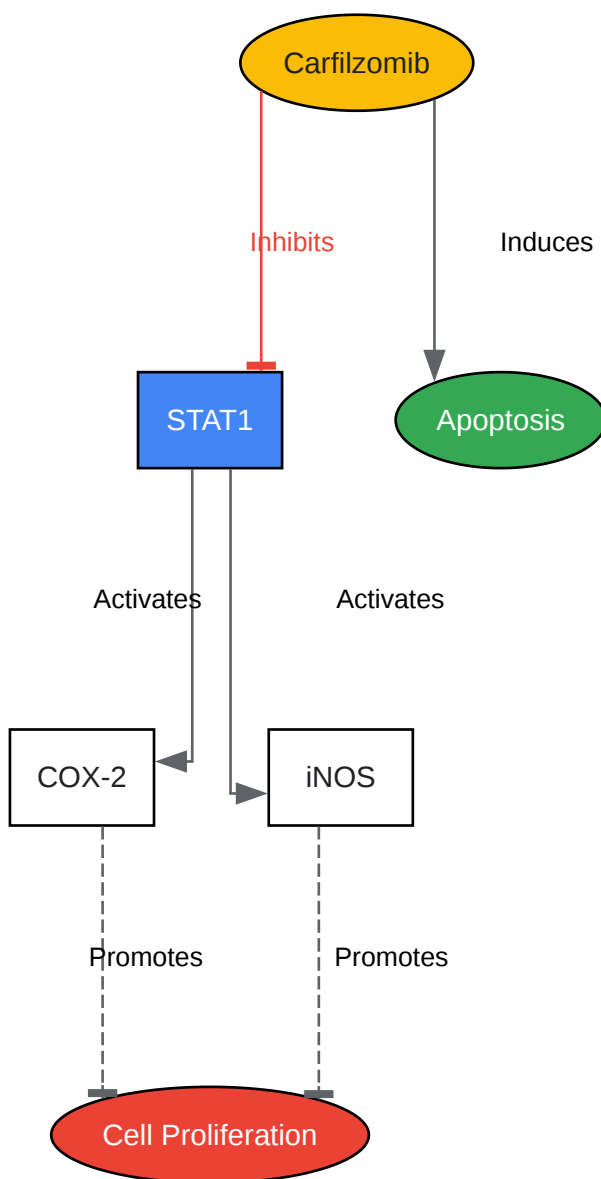 Carfilzomib
Inhibits
Induces
STAT1
Apoptosis
Activates
Activates
COX-2
iNOS
Promotes
Promotes
Cell Proliferation